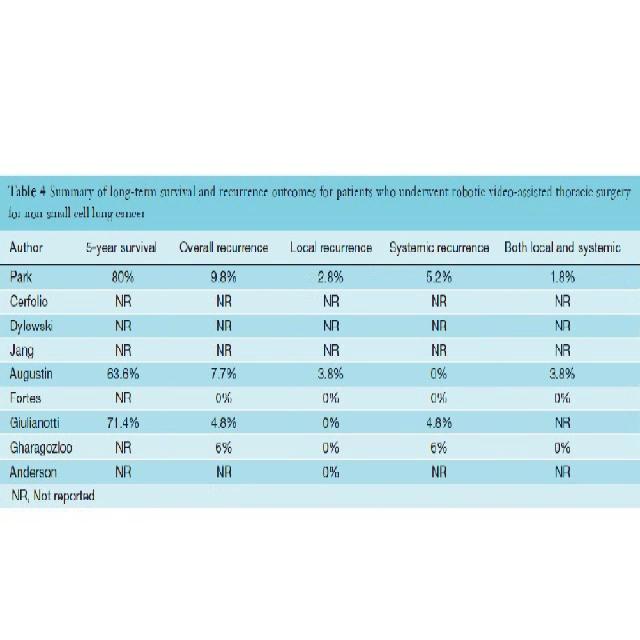 Table 4 Summary of long-term survival and recurrence outcomes for patients who underwent robotic video-assisted thoracic surgery
for non small cell lung cancer
Author 5-year survival Overall recurrence Local recurrence Systemic recurrence Both local and systemic
Park 80% 9.8% 2.8% 5.2% 1.8%
Cerfolio NR NR NR NR NR
Dylewski NR NR NR NR NR
Jang NR NR NR NR NR
Augustin 63.6% 7.7% 3.8% 0% 3.8%
Fortes NR 0% 0% 0% 0%
Giulianotti 71.4% 4.8% 0% 4.8% NR
Gharagozloo NR 6% 0% 6% 0%
Anderson NR NR 0% NR NR
NR, Not reported